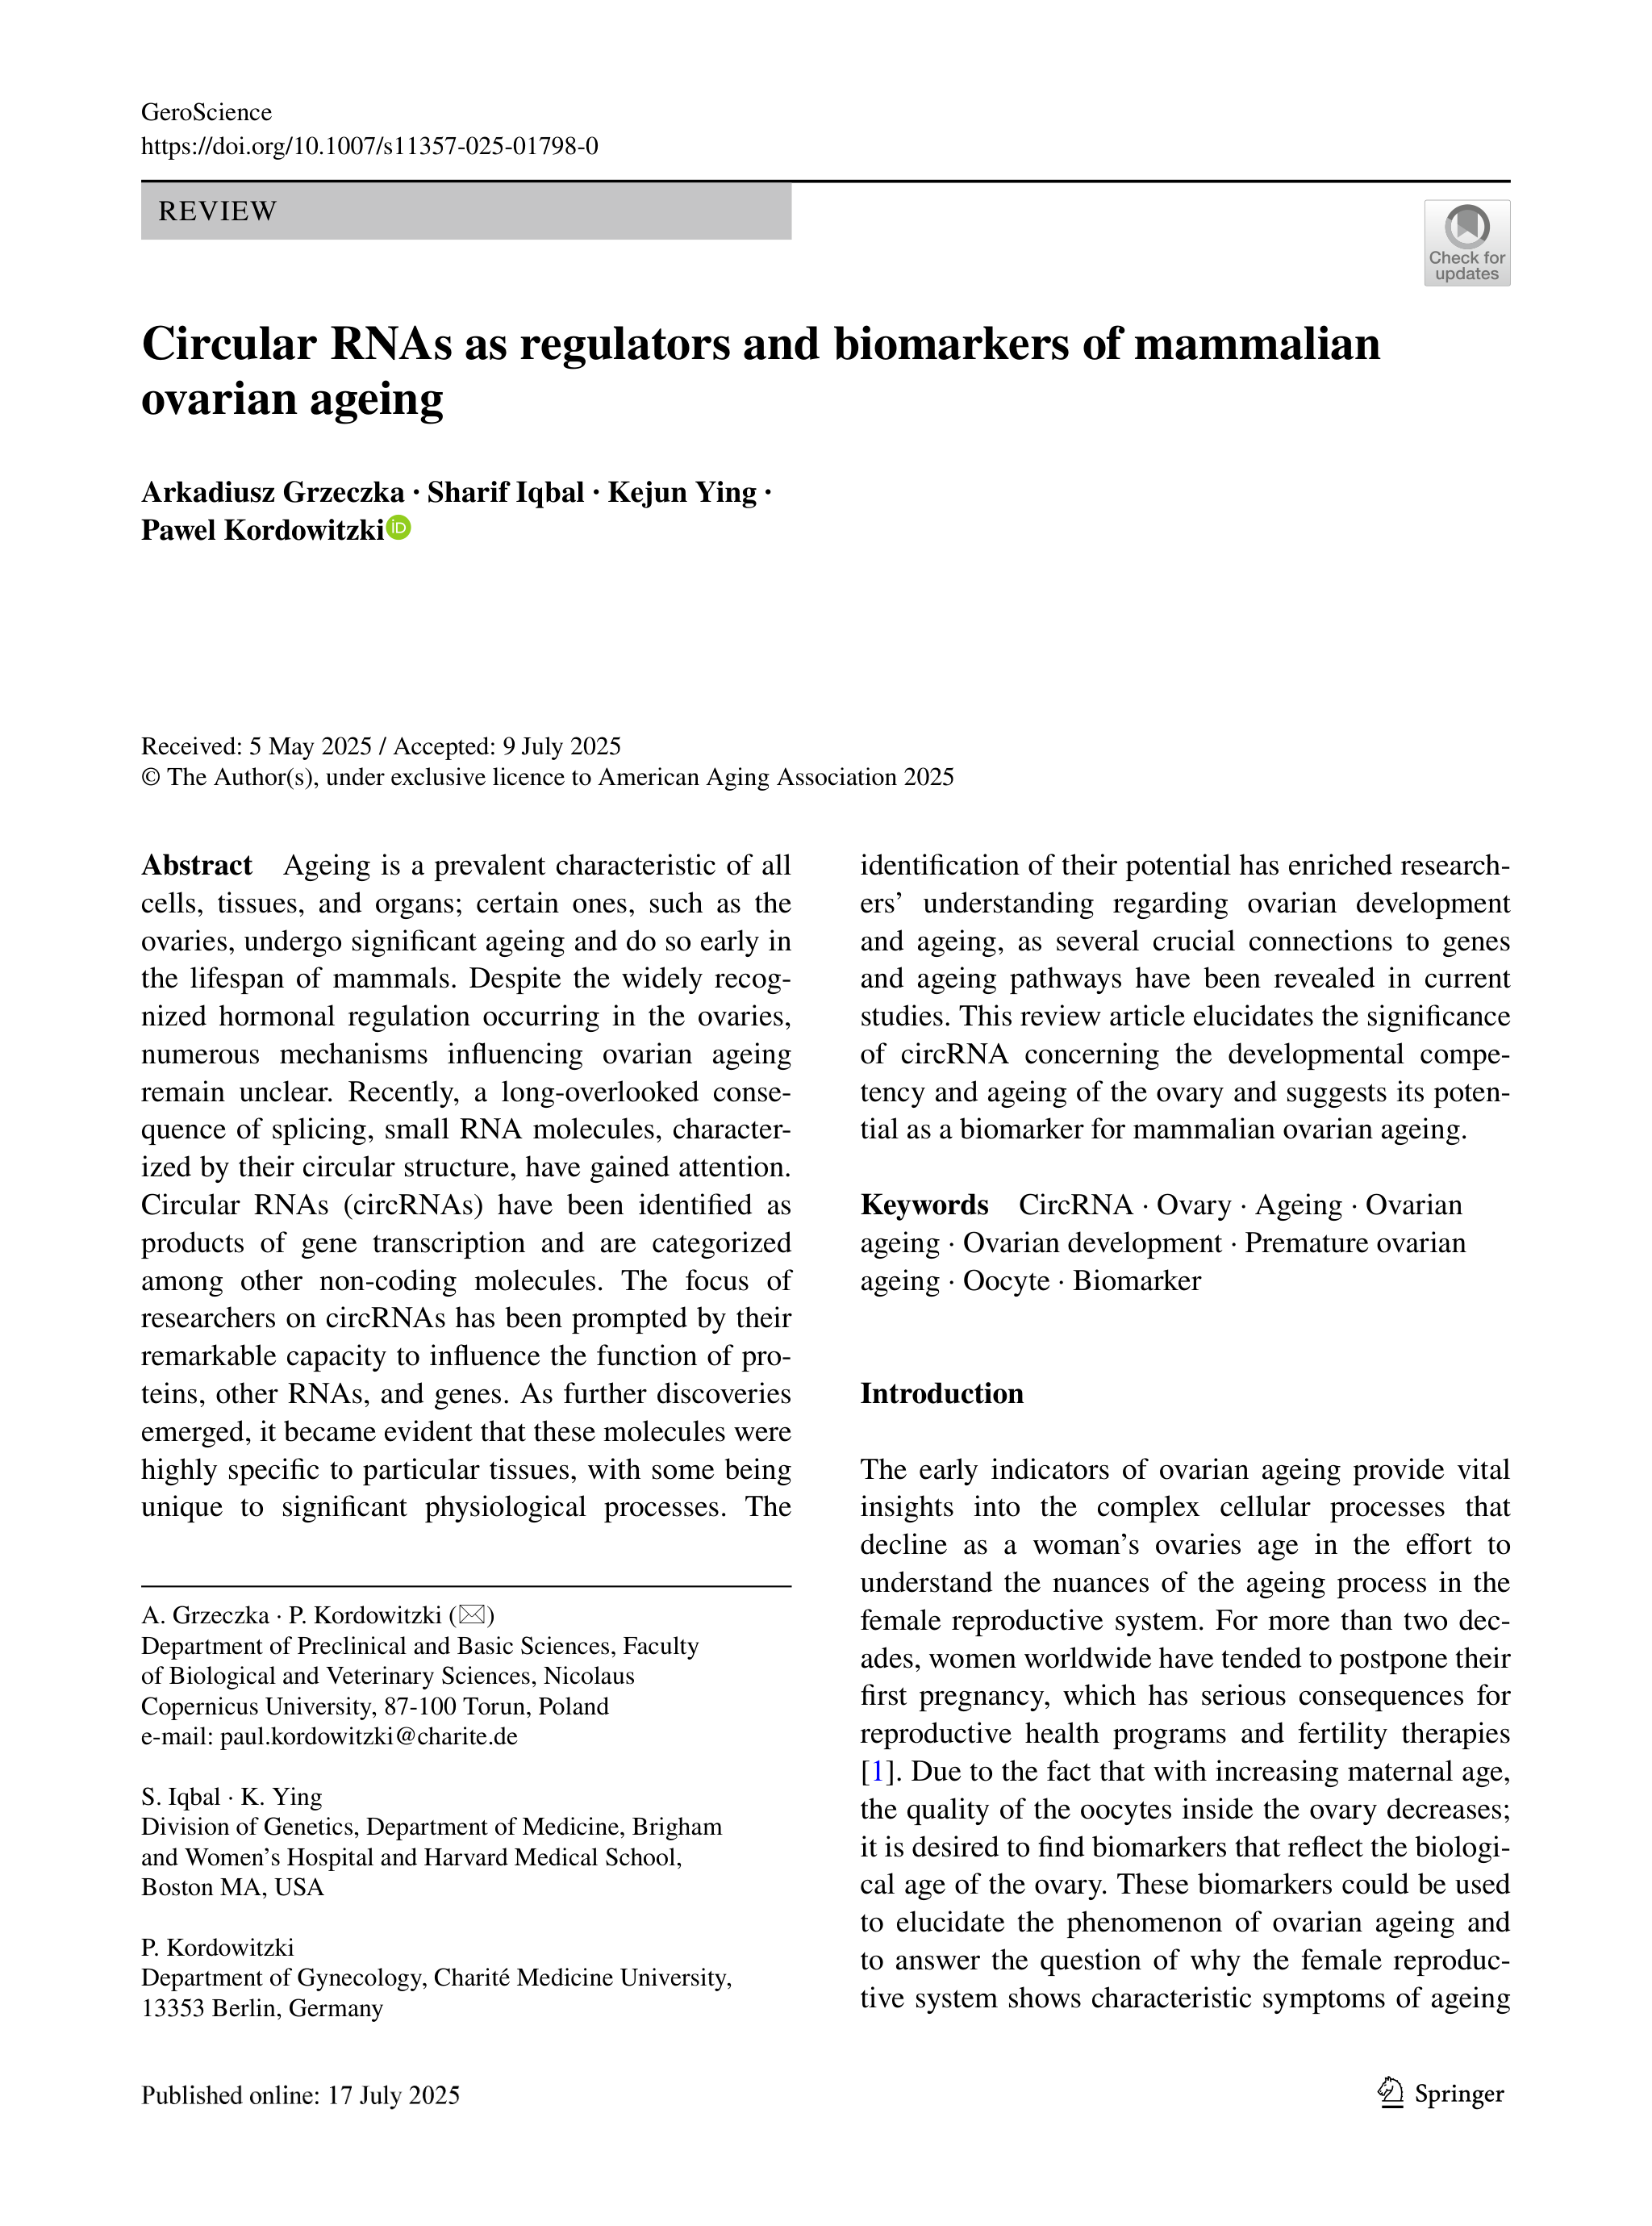 GeroScience
https://doi.org/10.1007/s11357-025-01798-0
REVIEW
Check for
updates
Circular RNAs as regulators and biomarkers of mammalian
ovarian ageing
Arkadiusz Grzeczka · Sharif Iqbal · Kejun Ying ·
Pawel Kordowitzki iD
Received: 5 May 2025 / Accepted: 9 July 2025
© The Author(s), under exclusive licence to American Aging Association 2025
Abstract Ageing is a prevalent characteristic of all
cells, tissues, and organs; certain ones, such as the
ovaries, undergo significant ageing and do so early in
the lifespan of mammals. Despite the widely recog-
nized hormonal regulation occurring in the ovaries,
numerous mechanisms influencing ovarian ageing
remain unclear. Recently, a long-overlooked conse-
quence of splicing, small RNA molecules, character-
ized by their circular structure, have gained attention.
Circular RNAs (circRNAs) have been identified as
products of gene transcription and are categorized
among other non-coding molecules. The focus of
researchers on circRNAs has been prompted by their
remarkable capacity to influence the function of pro-
teins, other RNAs, and genes. As further discoveries
emerged, it became evident that these molecules were
highly specific to particular tissues, with some being
unique to significant physiological processes. The
identification of their potential has enriched research-
ers' understanding regarding ovarian development
and ageing, as several crucial connections to genes
and ageing pathways have been revealed in current
studies. This review article elucidates the significance
of circRNA concerning the developmental compe-
tency and ageing of the ovary and suggests its poten-
tial as a biomarker for mammalian ovarian ageing.
Keywords CircRNA · Ovary · Ageing · Ovarian
ageing · Ovarian development · Premature ovarian
ageing · Oocyte · Biomarker
Introduction
The early indicators of ovarian ageing provide vital
insights into the complex cellular processes that
decline as a woman's ovaries age in the effort to
understand the nuances of the ageing process in the
female reproductive system. For more than two dec-
ades, women worldwide have tended to postpone their
first pregnancy, which has serious consequences for
reproductive health programs and fertility therapies
[1]. Due to the fact that with increasing maternal age,
the quality of the oocytes inside the ovary decreases;
it is desired to find biomarkers that reflect the biologi-
cal age of the ovary. These biomarkers could be used
to elucidate the phenomenon of ovarian ageing and
to answer the question of why the female reproduc-
tive system shows characteristic symptoms of ageing
A. Grzeczka · P. Kordowitzki (✉)
Department of Preclinical and Basic Sciences, Faculty
of Biological and Veterinary Sciences, Nicolaus
Copernicus University, 87-100 Torun, Poland
e-mail: paul.kordowitzki@charite.de
S. Iqbal · K. Ying
Division of Genetics, Department of Medicine, Brigham
and Women's Hospital and Harvard Medical School,
Boston MA, USA
P. Kordowitzki
Department of Gynecology, Charité Medicine University,
13353 Berlin, Germany
Published online: 17 July 2025
Springer